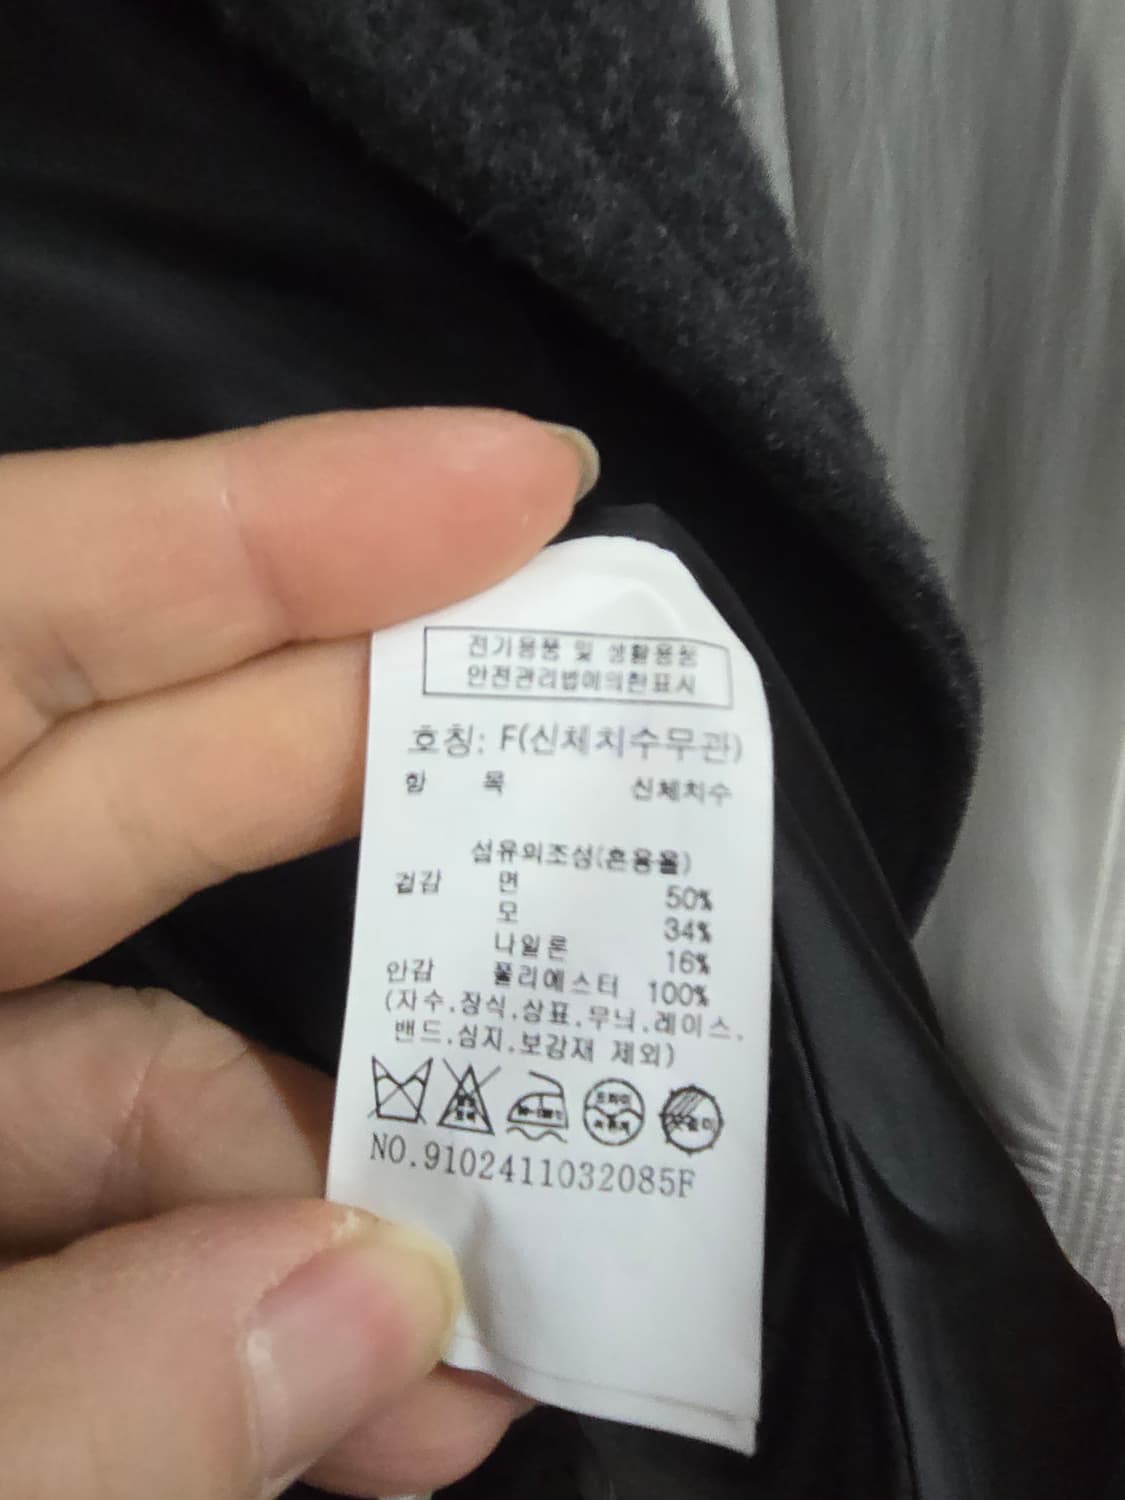 전기용품 및 생활용품
안전관리법에의한표시
호칭: F(신체치수무관)
항 목 신체치수
섬유의조성(혼용율)
겉감 면 50%
모 34%
나일론 16%
안감 폴리에스터 100%
(자수.장식.상표.무늬.레이스.
밴드.심지.보강재 제외)
드라이
NO.9102411032085F